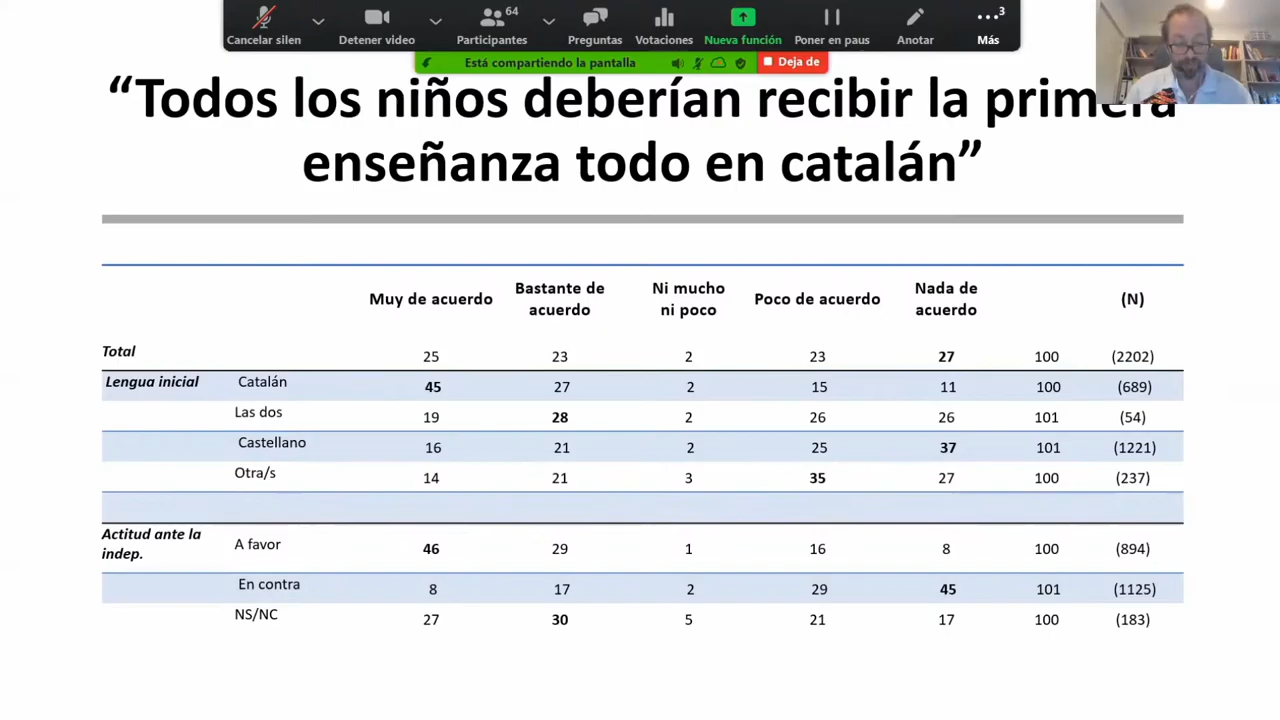 64
3
Cancelar silen
Detener video
Participantes
Preguntas
Votaciones
Nueva función
Poner en paus
Anotar
Más
Está compartiendo la pantalla
Deja de
“Todos los niños deberían recibir la primera
enseñanza todo en catalán”
Muy de acuerdo Bastante de acuerdo Ni mucho ni poco Poco de acuerdo Nada de acuerdo (N)
Total 25 23 2 23 27 100 (2202)
Lengua inicial Catalán 45 27 2 15 11 100 (689)
Las dos 19 28 2 26 26 101 (54)
Castellano 16 21 2 25 37 101 (1221)
Otra/s 14 21 3 35 27 100 (237)
Actitud ante la indep. A favor 46 29 1 16 8 100 (894)
En contra 8 17 2 29 45 101 (1125)
NS/NC 27 30 5 21 17 100 (183)